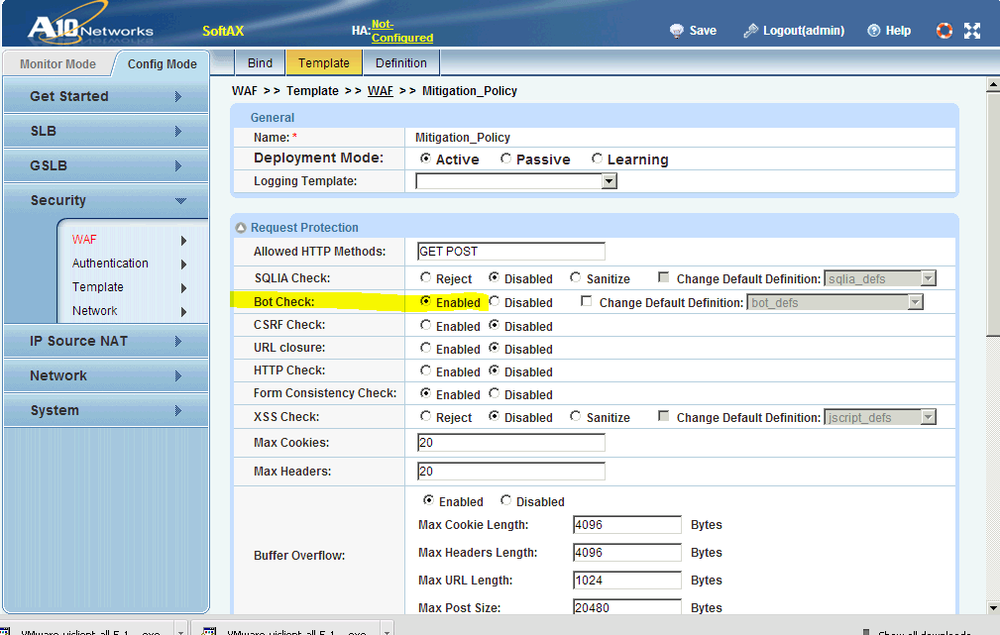 A10 Networks SoftAX HA: Not-Configured Save Logout(admin) Help
Monitor Mode Config Mode Bind Template Definition
WAF >> Template >> WAF >> Mitigation_Policy
Get Started
SLB
GSLB
Security
WAF
Authentication
Template
Network
IP Source NAT
Network
System
General
Name: * Mitigation_Policy
Deployment Mode: Active Passive Learning
Logging Template:
Request Protection
Allowed HTTP Methods: GET POST
SQLIA Check: Reject Disabled Sanitize Change Default Definition: sqlia_defs
Bot Check: Enabled Disabled Change Default Definition: bot_defs
CSRF Check: Enabled Disabled
URL closure: Enabled Disabled
HTTP Check: Enabled Disabled
Form Consistency Check: Enabled Disabled
XSS Check: Reject Disabled Sanitize Change Default Definition: jscript_defs
Max Cookies: 20
Max Headers: 20
Buffer Overflow: Enabled Disabled
Max Cookie Length: 4096 Bytes
Max Headers Length: 4096 Bytes
Max URL Length: 1024 Bytes
Max Post Size: 20480 Bytes